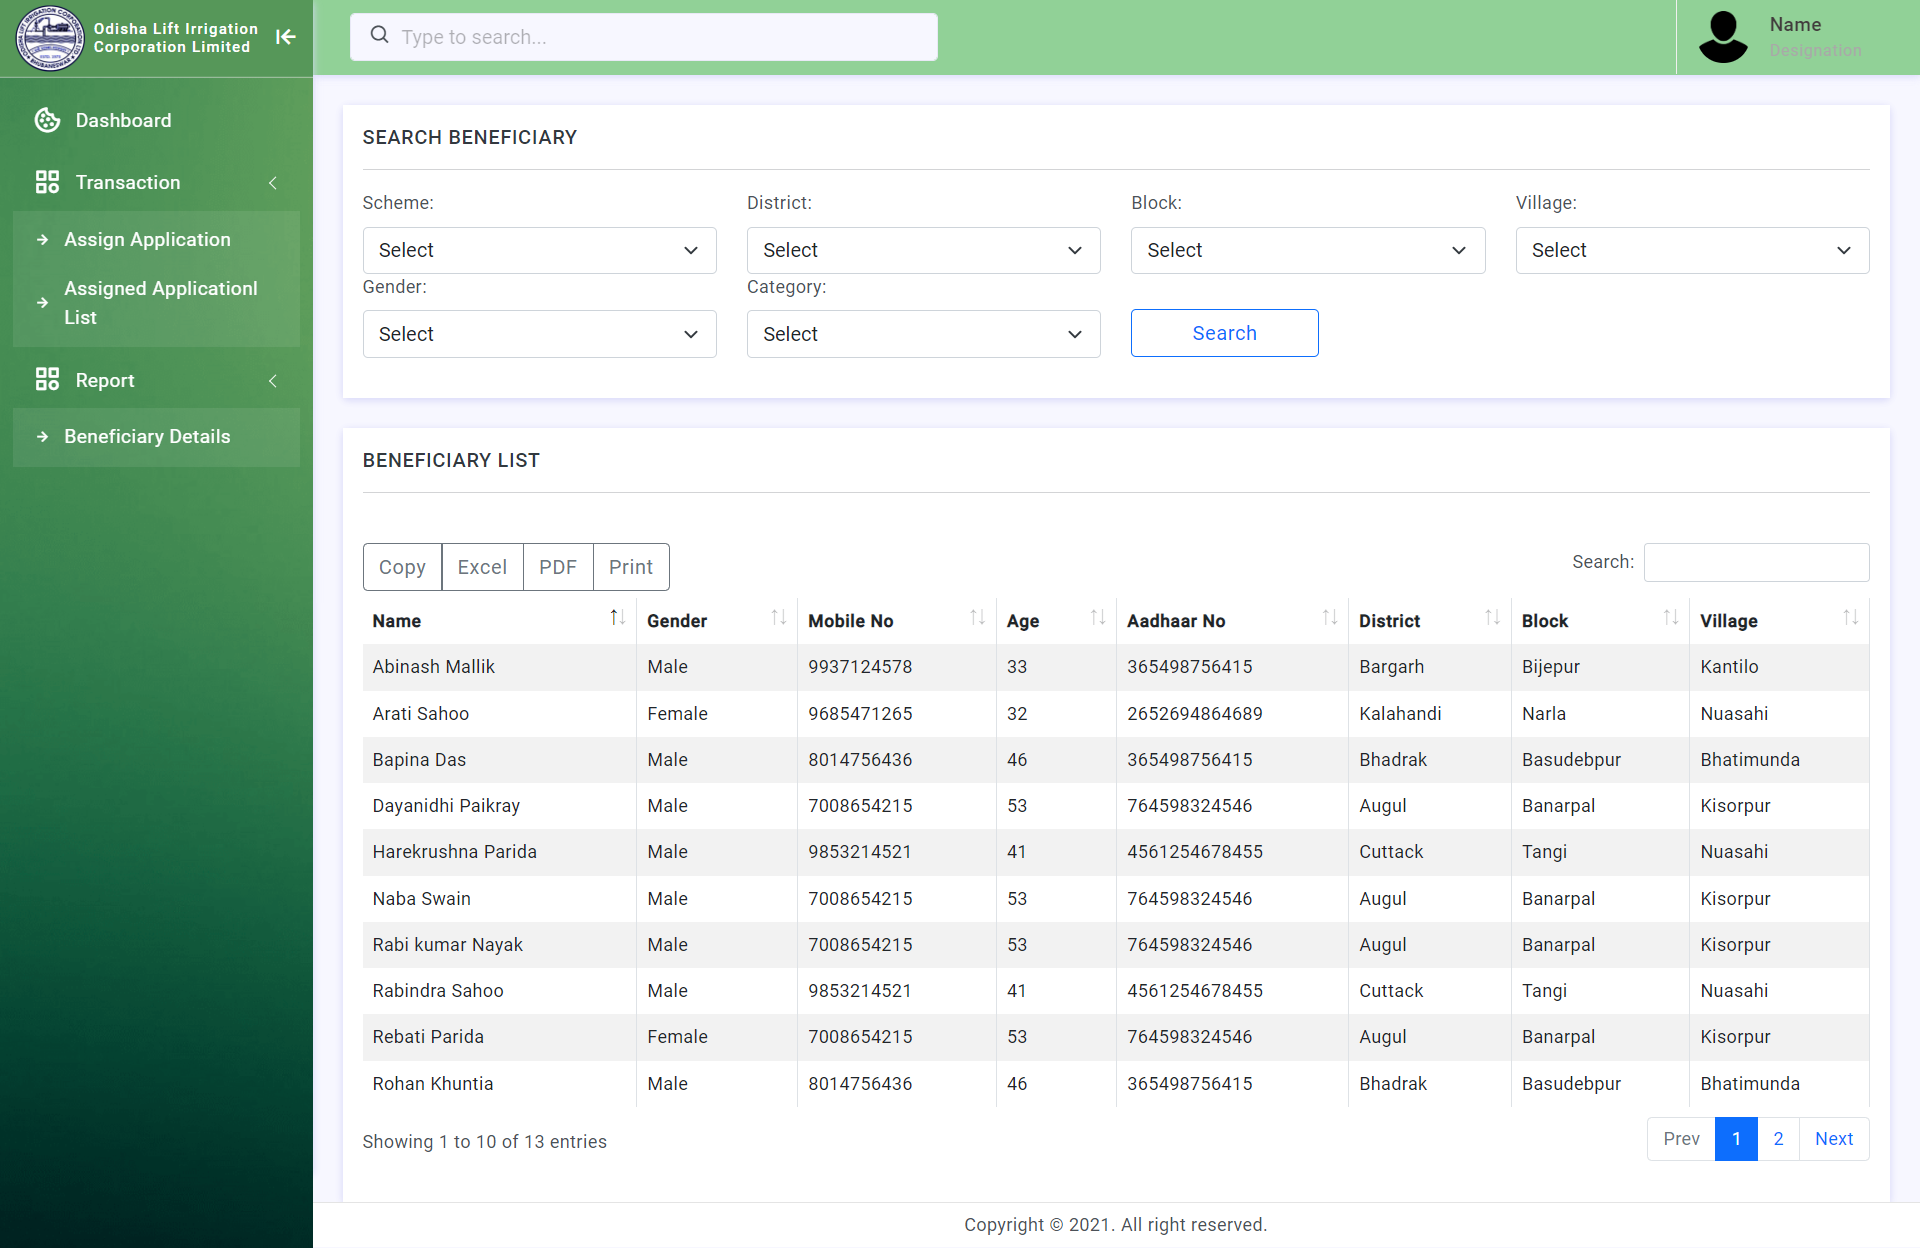 Odisha Lift Irrigation
Corporation Limited
Type to search...
Name
Designation
Dashboard
Transaction
Assign Application
Assigned Applicationl
List
Report
Beneficiary Details
SEARCH BENEFICIARY
Scheme: District: Block: Village:
Select Select Select Select
Gender: Category:
Select Select Search
BENEFICIARY LIST
Copy Excel PDF Print Search:
Name Gender Mobile No Age Aadhaar No District Block Village
Abinash Mallik Male 9937124578 33 365498756415 Bargarh Bijepur Kantilo
Arati Sahoo Female 9685471265 32 2652694864689 Kalahandi Narla Nuasahi
Bapina Das Male 8014756436 46 365498756415 Bhadrak Basudebpur Bhatimunda
Dayanidhi Paikray Male 7008654215 53 764598324546 Augul Banarpal Kisorpur
Harekrushna Parida Male 9853214521 41 4561254678455 Cuttack Tangi Nuasahi
Naba Swain Male 7008654215 53 764598324546 Augul Banarpal Kisorpur
Rabi kumar Nayak Male 7008654215 53 764598324546 Augul Banarpal Kisorpur
Rabindra Sahoo Male 9853214521 41 4561254678455 Cuttack Tangi Nuasahi
Rebati Parida Female 7008654215 53 764598324546 Augul Banarpal Kisorpur
Rohan Khuntia Male 8014756436 46 365498756415 Bhadrak Basudebpur Bhatimunda
Showing 1 to 10 of 13 entries Prev 1 2 Next
Copyright © 2021. All right reserved.